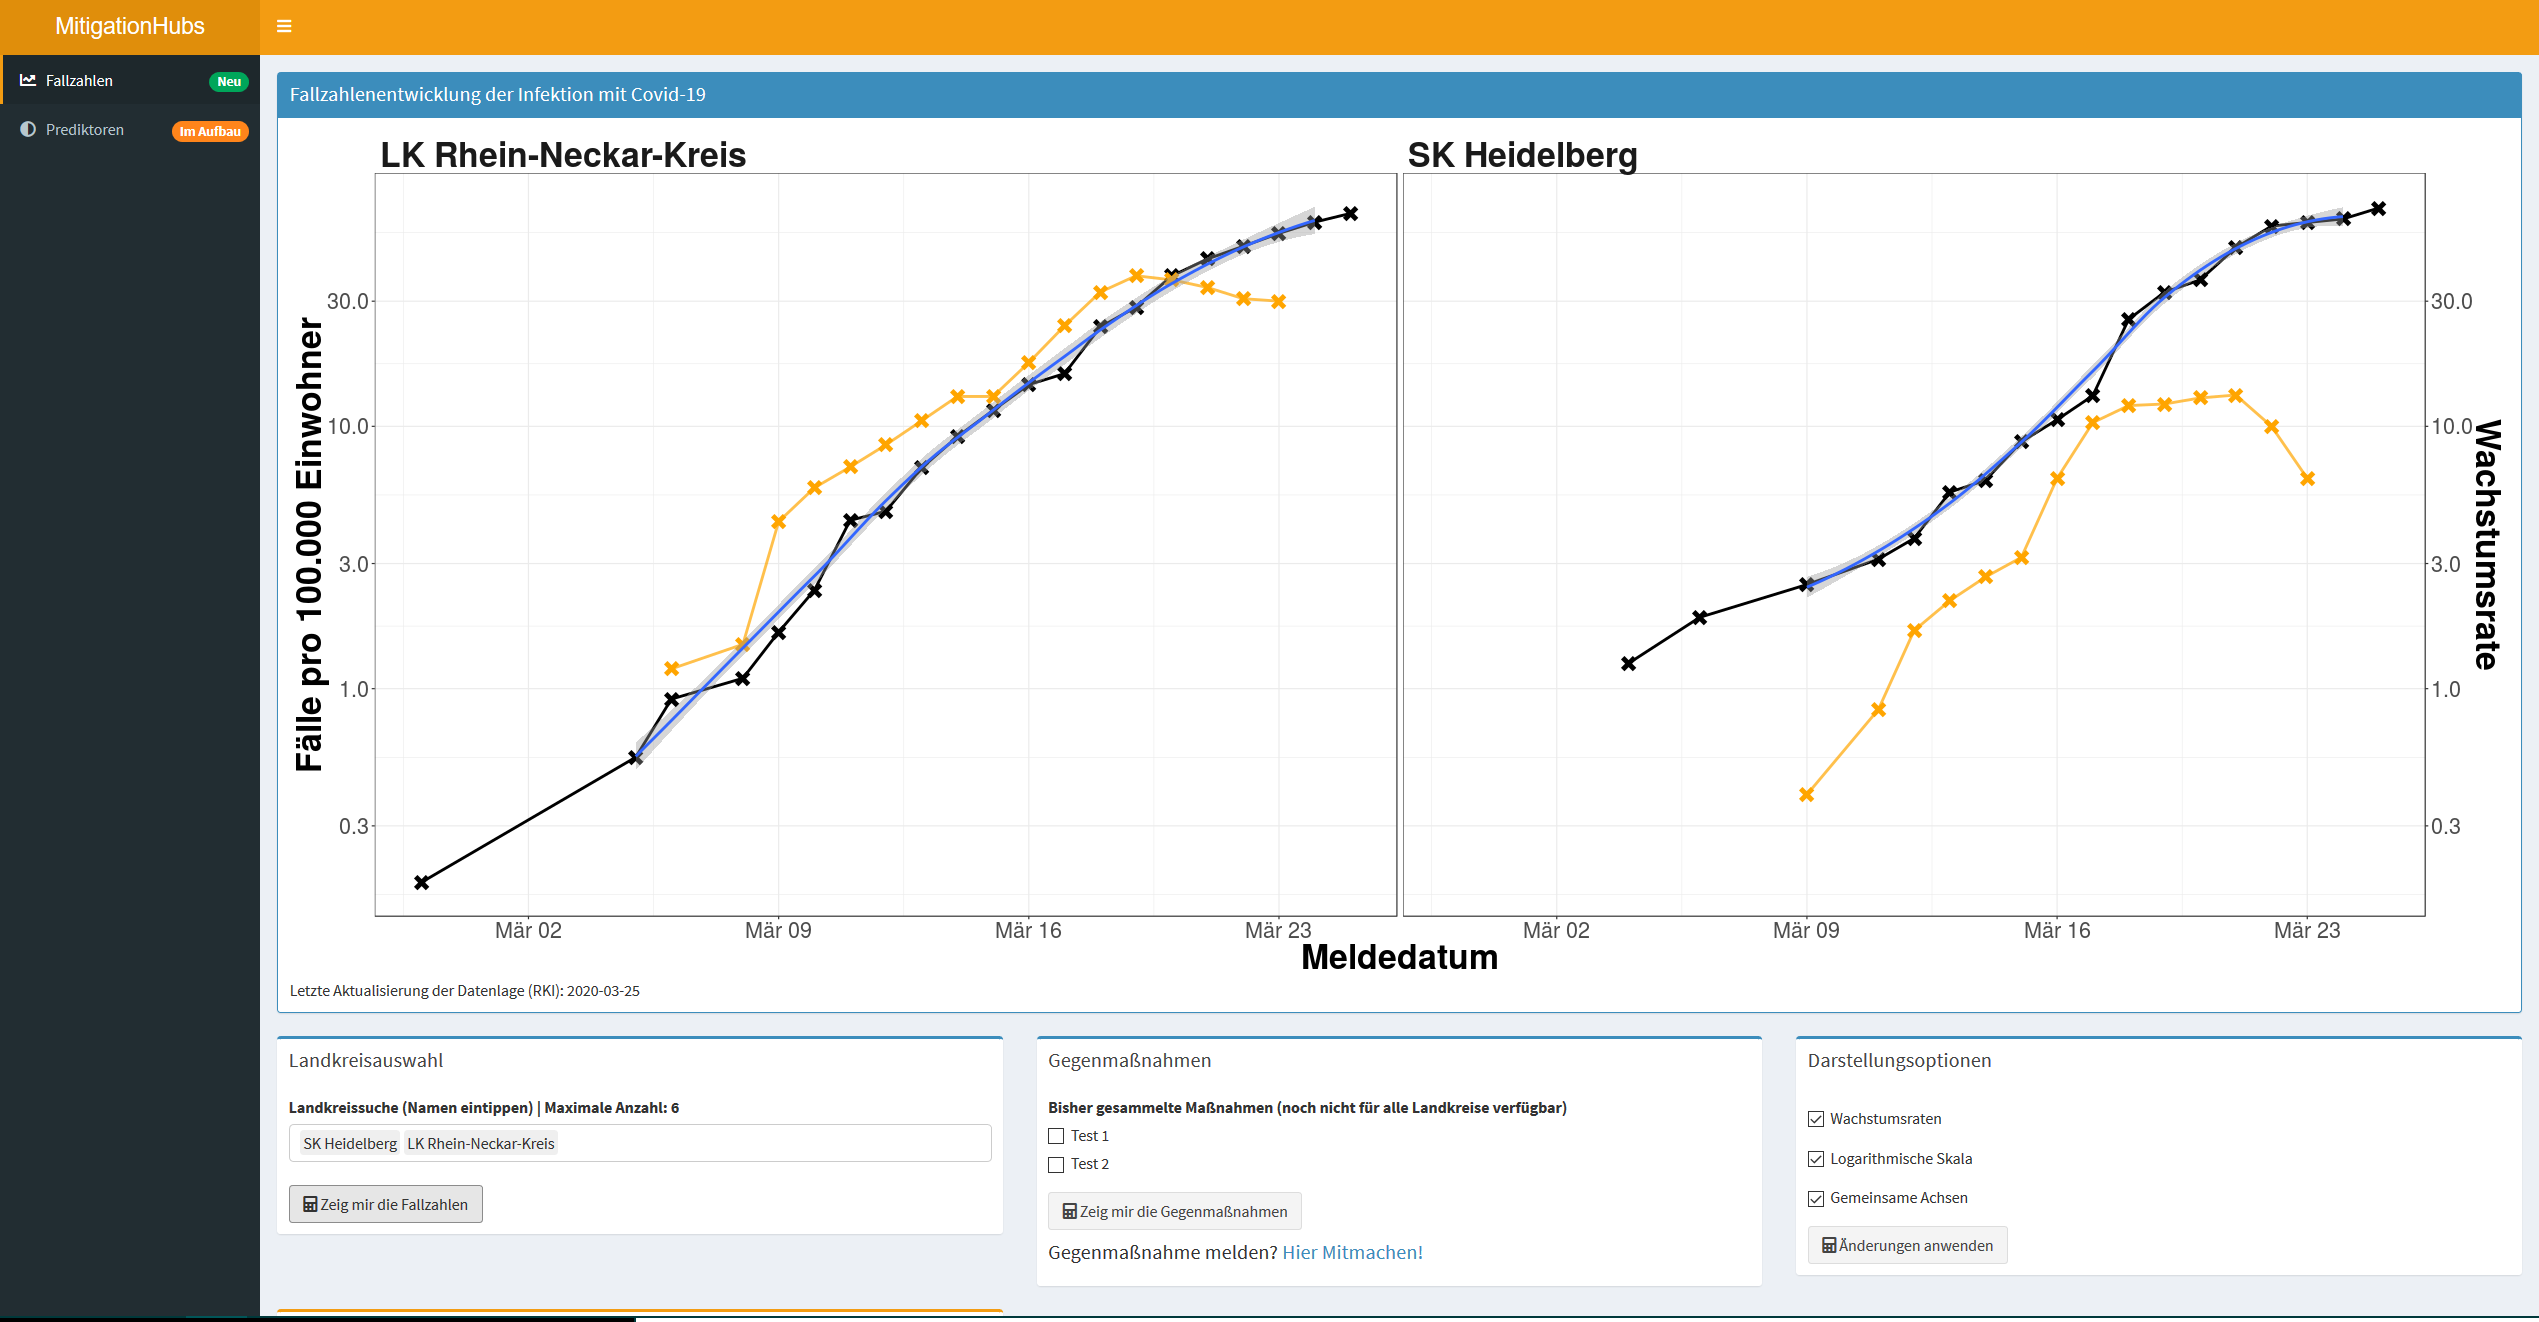 MitigationHubs
Fallzahlen Neu
Prediktoren Im Aufbau
Fallzahlenentwicklung der Infektion mit Covid-19
LK Rhein-Neckar-Kreis SK Heidelberg
Fälle pro 100.000 Einwohner
30.0
10.0
3.0
1.0
0.3
30.0
10.0
3.0
1.0
0.3
Wachstumsrate
Mär 02 Mär 09 Mär 16 Mär 23 Mär 02 Mär 09 Mär 16 Mär 23
Meldedatum
Letzte Aktualisierung der Datenlage (RKI): 2020-03-25
Landkreisauswahl
Landkreissuche (Namen eintippen) | Maximale Anzahl: 6
SK Heidelberg LK Rhein-Neckar-Kreis
Zeig mir die Fallzahlen
Gegenmaßnahmen
Bisher gesammelte Maßnahmen (noch nicht für alle Landkreise verfügbar)
Test 1
Test 2
Zeig mir die Gegenmaßnahmen
Gegenmaßnahme melden? Hier Mitmachen!
Darstellungsoptionen
Wachstumsraten
Logarithmische Skala
Gemeinsame Achsen
Änderungen anwenden